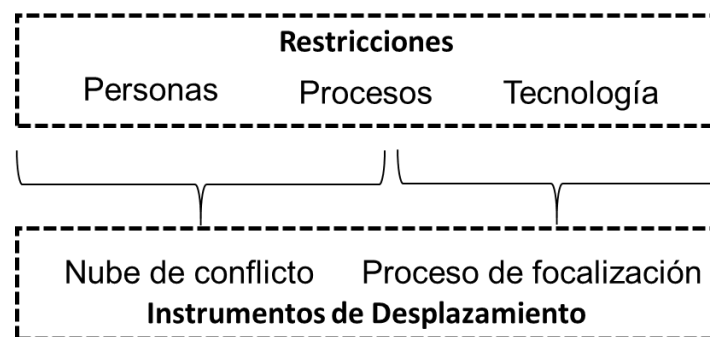 Restricciones
Personas Procesos Tecnología
Nube de conflicto Proceso de focalización
Instrumentos de Desplazamiento